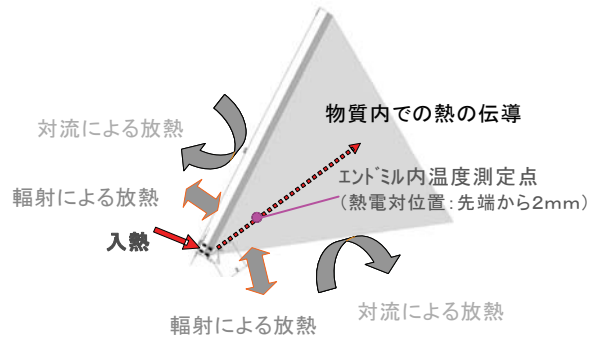 対流による放熱
物質内での熱の伝導
輻射による放熱
エンドミル内温度測定点
(熱電対位置:先端から2mm)
入熱
対流による放熱
輻射による放熱